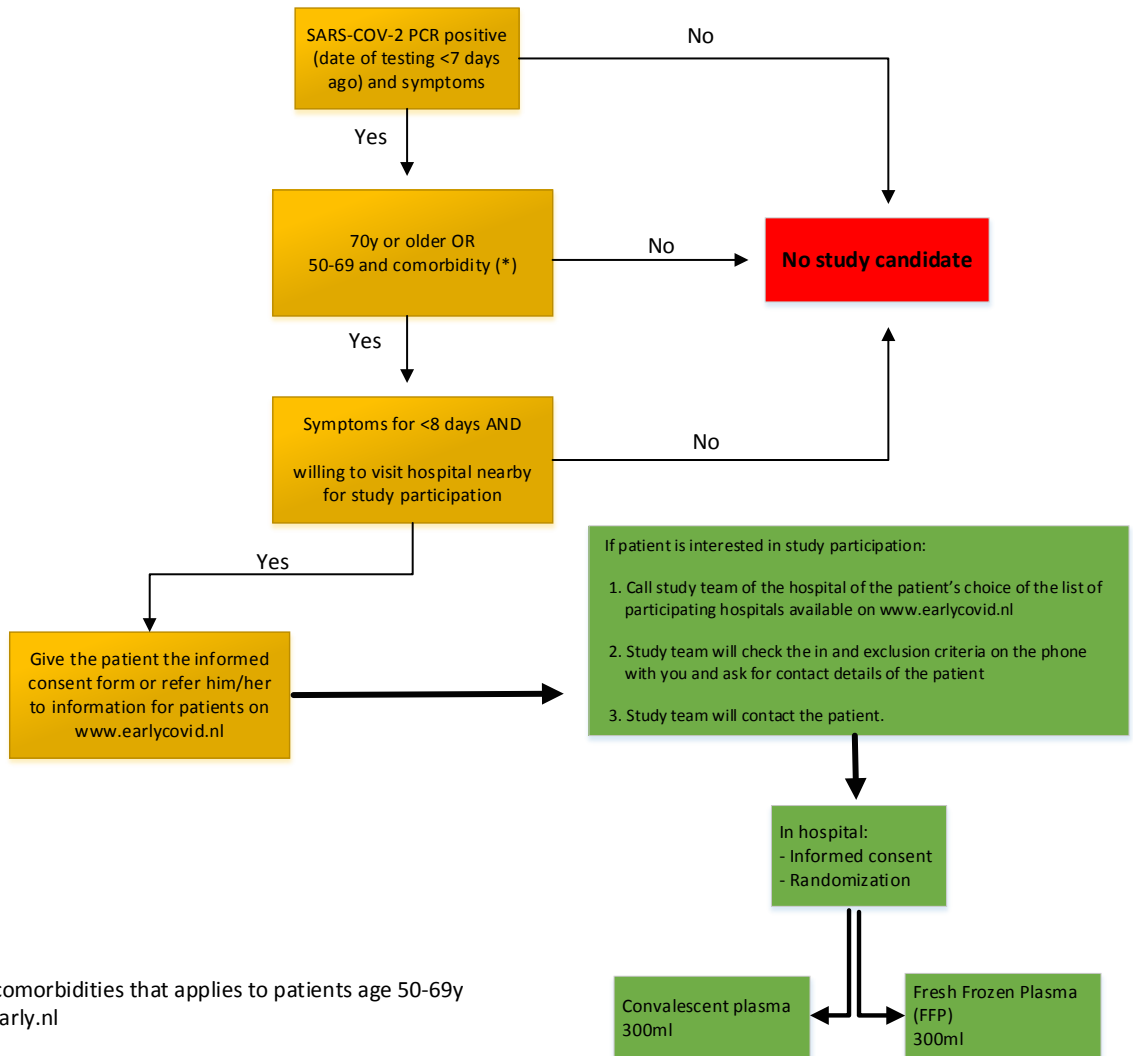 SARS-COV-2 PCR positive
(date of testing <7 days
ago) and symptoms
No
Yes
70y or older OR
50-69 and comorbidity (*)
No
No study candidate
Yes
Symptoms for <8 days AND
willing to visit hospital nearby
for study participation
No
Yes
Give the patient the informed
consent form or refer him/her
to information for patients on
www.earlycovid.nl
If patient is interested in study participation:
1. Call study team of the hospital of the patient’s choice of the list of
participating hospitals available on www.earlycovid.nl
2. Study team will check the in and exclusion criteria on the phone
with you and ask for contact details of the patient
3. Study team will contact the patient.
In hospital:
- Informed consent
- Randomization
Convalescent plasma
300ml
Fresh Frozen Plasma
(FFP)
300ml
comorbidities that applies to patients age 50-69y
arly.nl